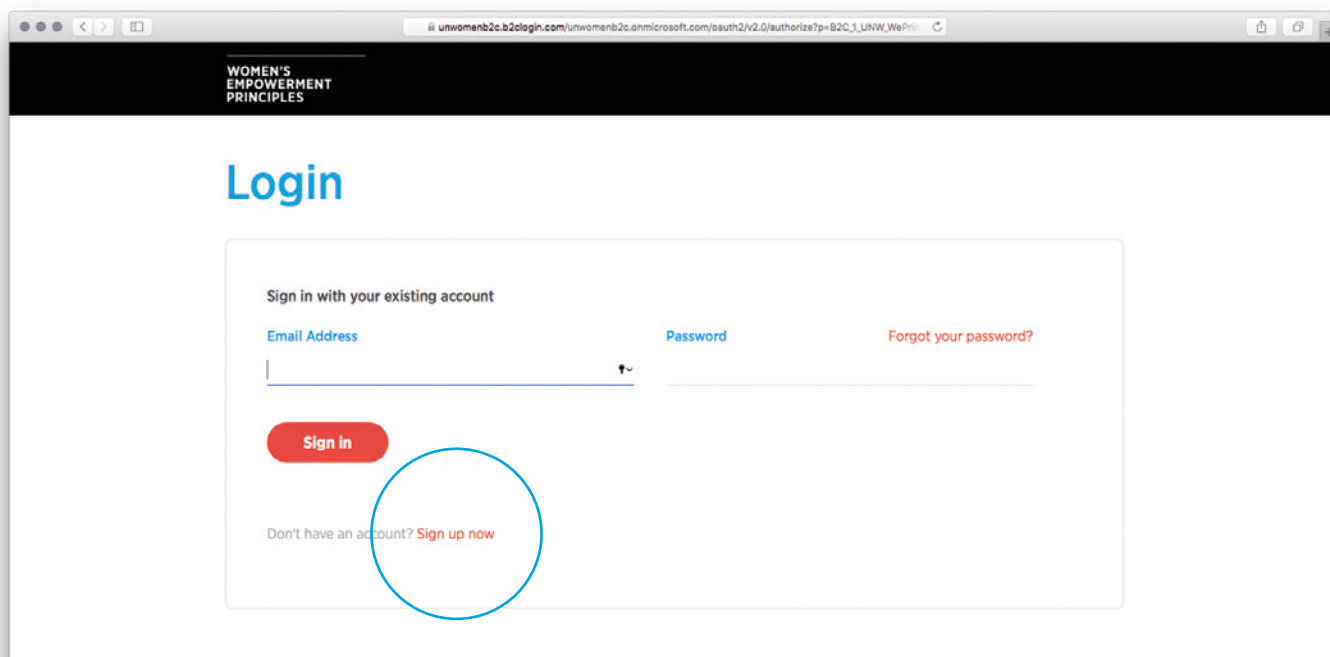 unwomenb2c.b2clogin.com/unwomenb2c.onmicrosoft.com/oauth2/v2.0/authorize?p=B2C_1_UNW_WePrin
WOMEN'S
EMPOWERMENT
PRINCIPLES
Login
Sign in with your existing account
Email Address
Password
Forgot your password?
Sign in
Don't have an account? Sign up now